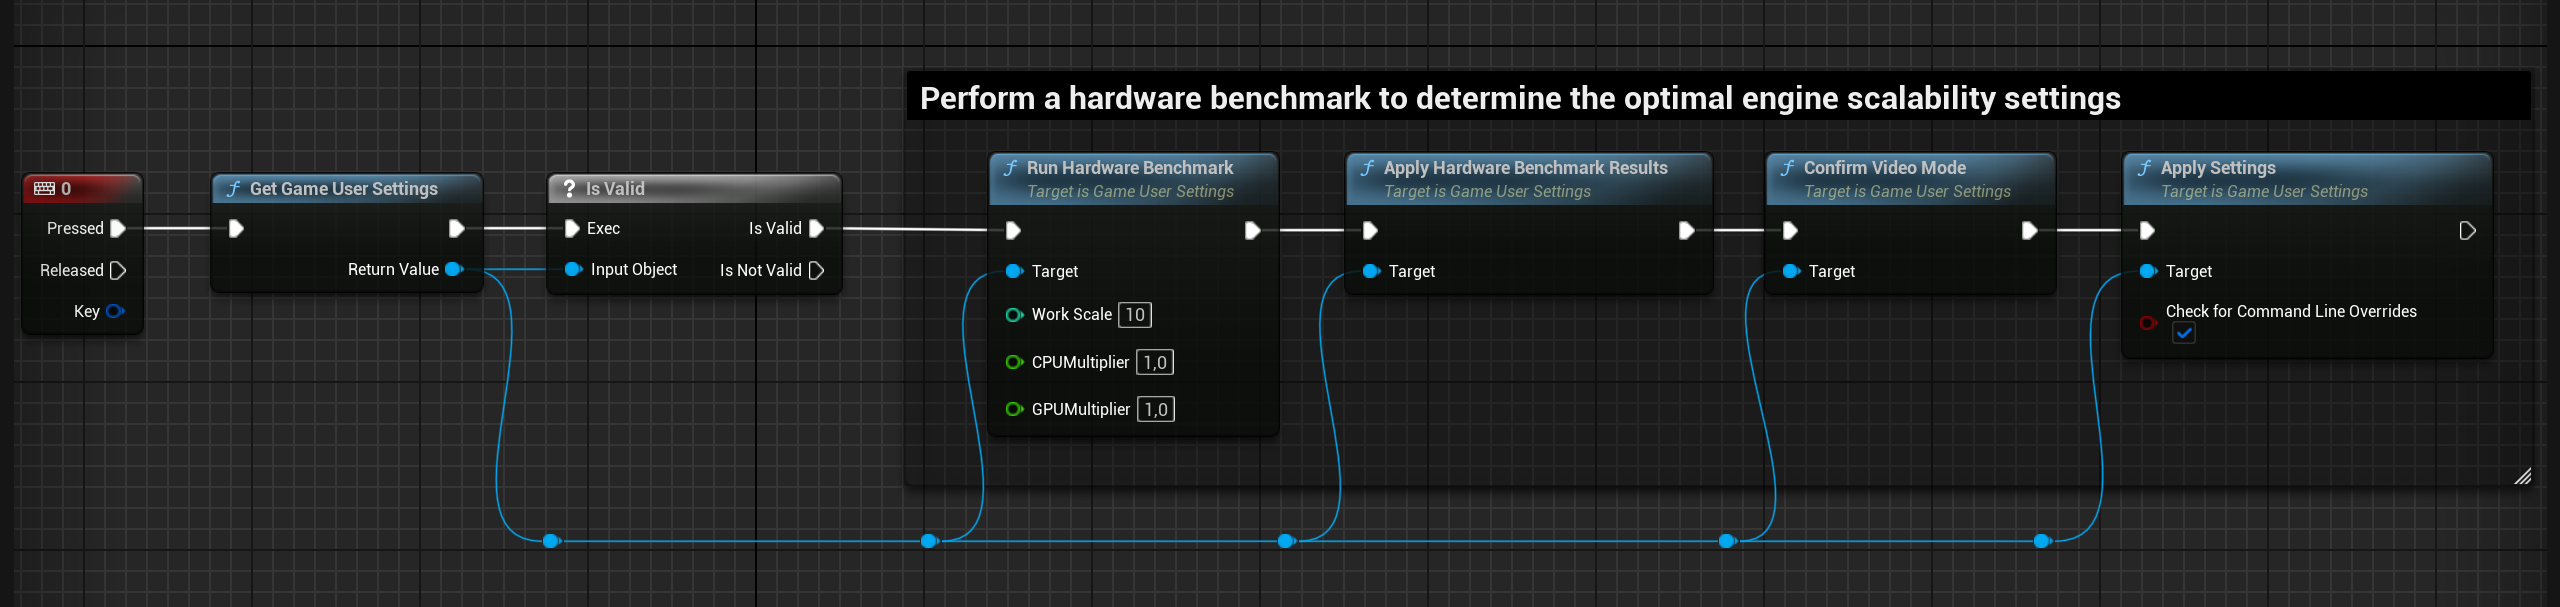 Perform a hardware benchmark to determine the optimal engine scalability settings
0
Pressed
Released
Key
Get Game User Settings
Return Value
? Is Valid
Exec
Is Valid
Input Object
Is Not Valid
f Run Hardware Benchmark
Target is Game User Settings
Target
Work Scale 10
CPUMultiplier 1,0
GPUMultiplier 1,0
f Apply Hardware Benchmark Results
Target is Game User Settings
Target
f Confirm Video Mode
Target is Game User Settings
Target
f Apply Settings
Target is Game User Settings
Target
Check for Command Line Overrides